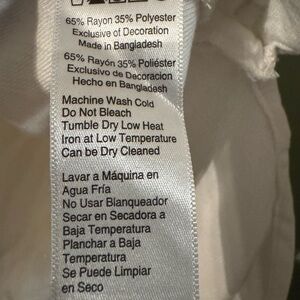 65% Rayon 35% Polyester
Exclusive of Decoration
Made in Bangladesh
65% Rayon 35% Poliéster
Exclusivo de Decoracion
Hecho en Bangladesh
Machine Wash Cold
Do Not Bleach
Tumble Dry Low Heat
Iron at Low Temperature
Can be Dry Cleaned
Lavar a Máquina en
Agua Fría
No Usar Blanqueador
Secar en Secadora a
Baja Temperatura
Planchar a Baja
Temperatura
Se Puede Limpiar
en Seco